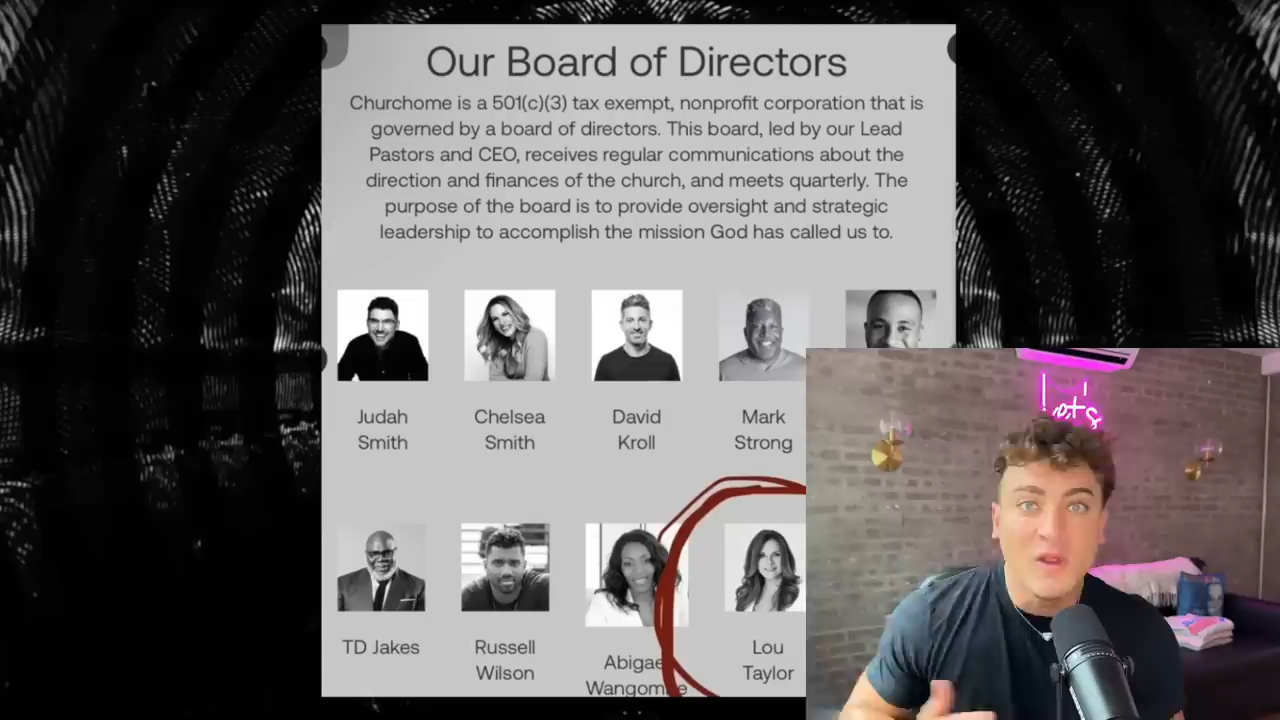 Our Board of Directors
Churchome is a 501(c)(3) tax exempt, nonprofit corporation that is
governed by a board of directors. This board, led by our Lead
Pastors and CEO, receives regular communications about the
direction and finances of the church, and meets quarterly. The
purpose of the board is to provide oversight and strategic
leadership to accomplish the mission God has called us to.
Judah
Smith
Chelsea
Smith
David
Kroll
Mark
Strong
TD Jakes
Russell
Wilson
Abigae
Wangom e
Lou
Taylor
Let's